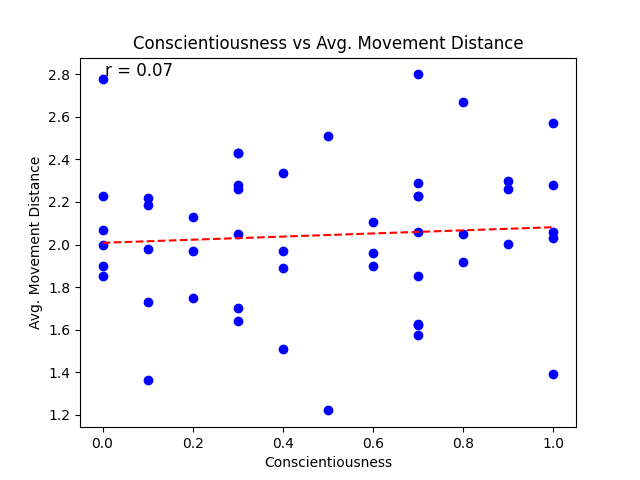 Conscientiousness vs Avg. Movement Distance
r = 0.07
Avg. Movement Distance
2.8
2.6
2.4
2.2
2.0
1.8
1.6
1.4
1.2
0.0 0.2 0.4 0.6 0.8 1.0
Conscientiousness